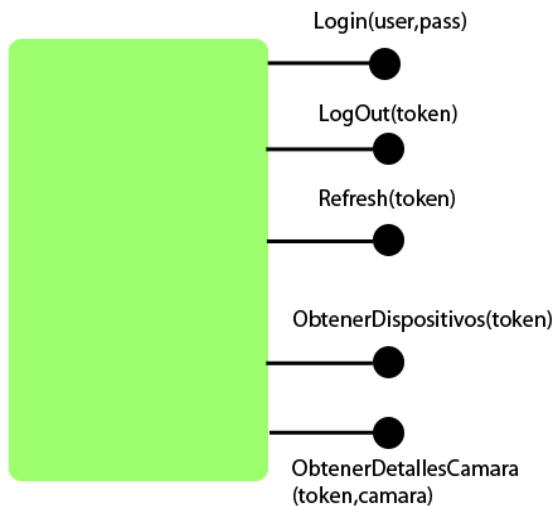 Login(user,pass)
LogOut(token)
Refresh(token)
ObtenerDispositivos(token)
ObtenerDetallesCamara
(token,camara)